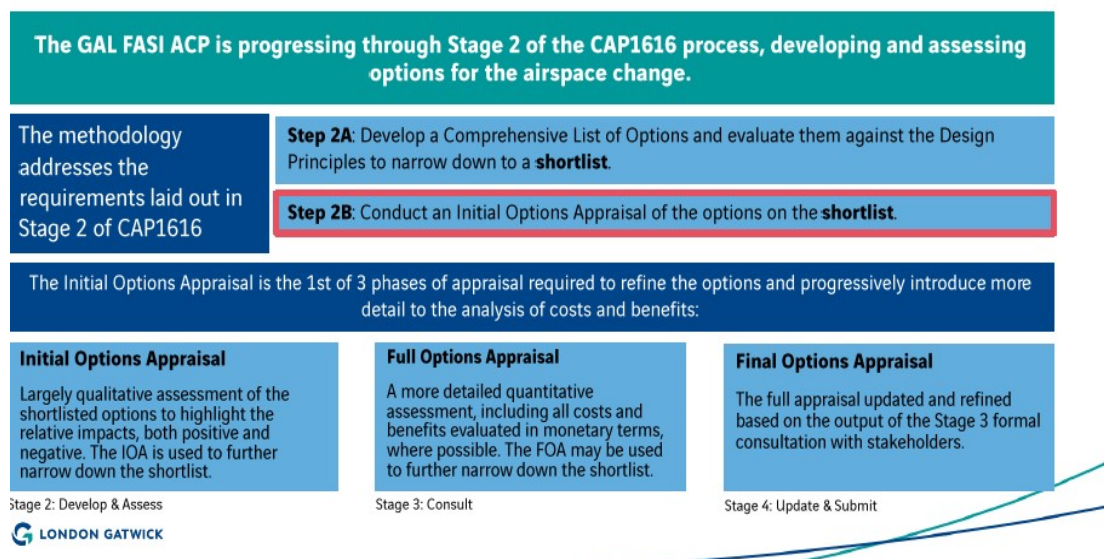 The GAL FASI ACP is progressing through Stage 2 of the CAP1616 process, developing and assessing
options for the airspace change.
The methodology
addresses the
requirements laid out in
Stage 2 of CAP1616
Step 2A: Develop a Comprehensive List of Options and evaluate them against the Design
Principles to narrow down to a shortlist.
Step 2B: Conduct an Initial Options Appraisal of the options on the shortlist.
The Initial Options Appraisal is the 1st of 3 phases of appraisal required to refine the options and progressively introduce more
detail to the analysis of costs and benefits:
Initial Options Appraisal
Largely qualitative assessment of the
shortlisted options to highlight the
relative impacts, both positive and
negative. The IOA is used to further
narrow down the shortlist.
Stage 2: Develop & Assess
Full Options Appraisal
A more detailed quantitative
assessment, including all costs and
benefits evaluated in monetary terms,
where possible. The FOA may be used
to further narrow down the shortlist.
Stage 3: Consult
Final Options Appraisal
The full appraisal updated and refined
based on the output of the Stage 3 formal
consultation with stakeholders.
Stage 4: Update & Submit
LONDON GATWICK